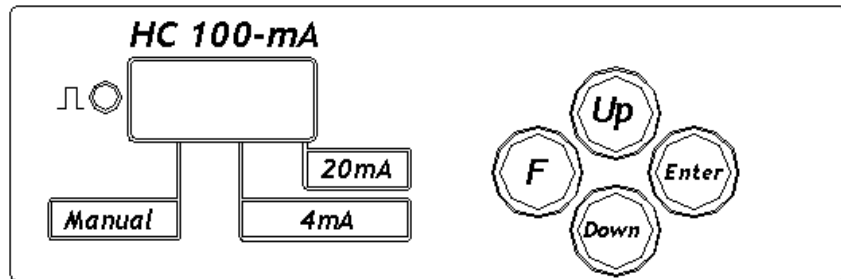 HC 100-mA
Up
F
Enter
20mA
Manual
4mA
Down